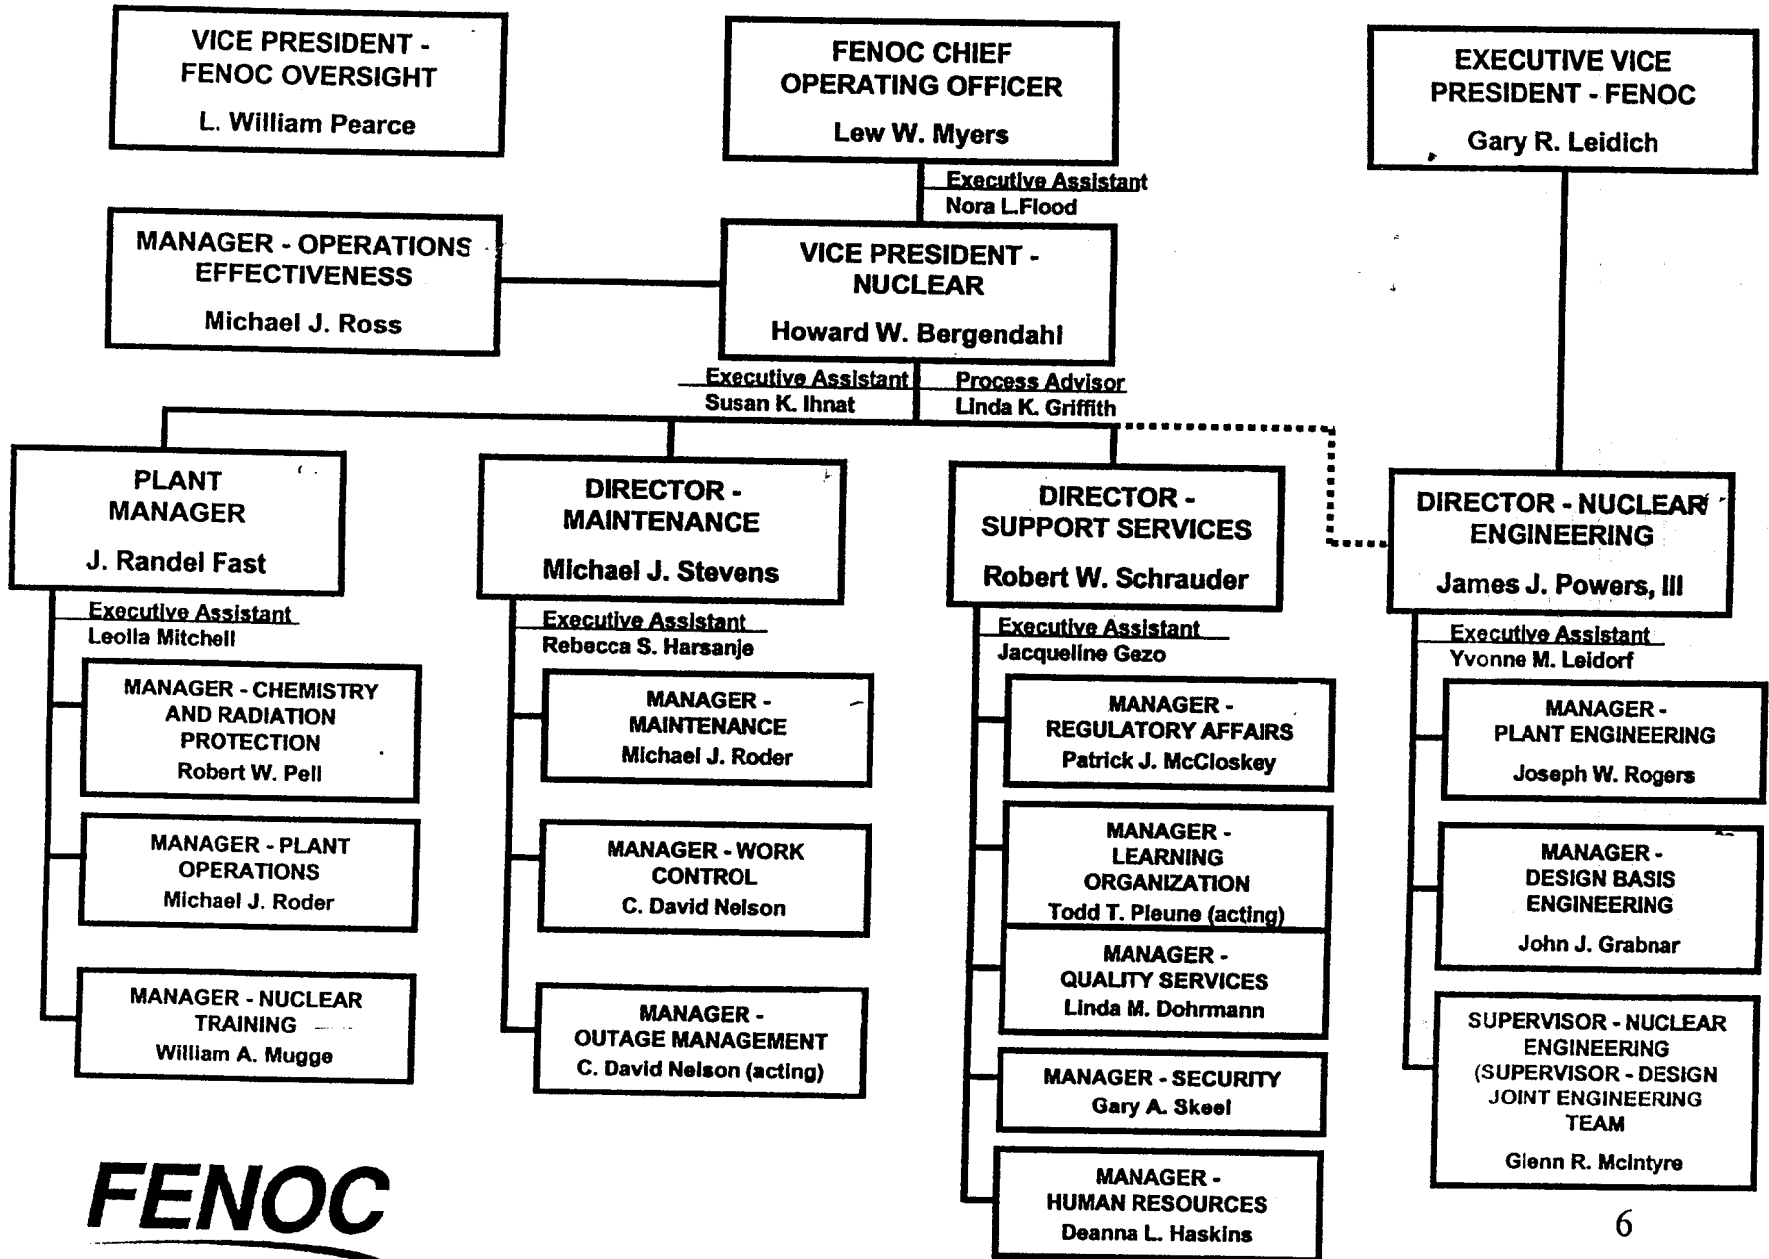 VICE PRESIDENT -
FENOC OVERSIGHT
L. William Pearce
FENOC CHIEF
OPERATING OFFICER
Lew W. Myers
EXECUTIVE VICE
PRESIDENT - FENOC
Gary R. Leidich
Executive Assistant
Nora L.Flood
MANAGER - OPERATIONS
EFFECTIVENESS
Michael J. Ross
VICE PRESIDENT -
NUCLEAR
Howard W. Bergendahl
Executive Assistant
Susan K. Ihnat
Process Advisor
Linda K. Griffith
PLANT
MANAGER
J. Randel Fast
Executive Assistant
Leolla Mitchell
MANAGER - CHEMISTRY
AND RADIATION
PROTECTION
Robert W. Pell
MANAGER - PLANT
OPERATIONS
Michael J. Roder
MANAGER - NUCLEAR
TRAINING
William A. Mugge
DIRECTOR -
MAINTENANCE
Michael J. Stevens
Executive Assistant
Rebecca S. Harsanje
MANAGER -
MAINTENANCE
Michael J. Roder
MANAGER - WORK
CONTROL
C. David Nelson
MANAGER -
OUTAGE MANAGEMENT
C. David Nelson (acting)
DIRECTOR -
SUPPORT SERVICES
Robert W. Schrauder
Executive Assistant
Jacqueline Gezo
MANAGER -
REGULATORY AFFAIRS
Patrick J. McCloskey
MANAGER -
LEARNING
ORGANIZATION
Todd T. Pleune (acting)
MANAGER -
QUALITY SERVICES
Linda M. Dohrmann
MANAGER - SECURITY
Gary A. Skeel
MANAGER -
HUMAN RESOURCES
Deanna L. Haskins
DIRECTOR - NUCLEAR
ENGINEERING
James J. Powers, III
Executive Assistant
Yvonne M. Leidorf
MANAGER -
PLANT ENGINEERING
Joseph W. Rogers
MANAGER -
DESIGN BASIS
ENGINEERING
John J. Grabnar
SUPERVISOR - NUCLEAR
ENGINEERING
(SUPERVISOR - DESIGN
JOINT ENGINEERING
TEAM
Glenn R. McIntyre
FENOC
6